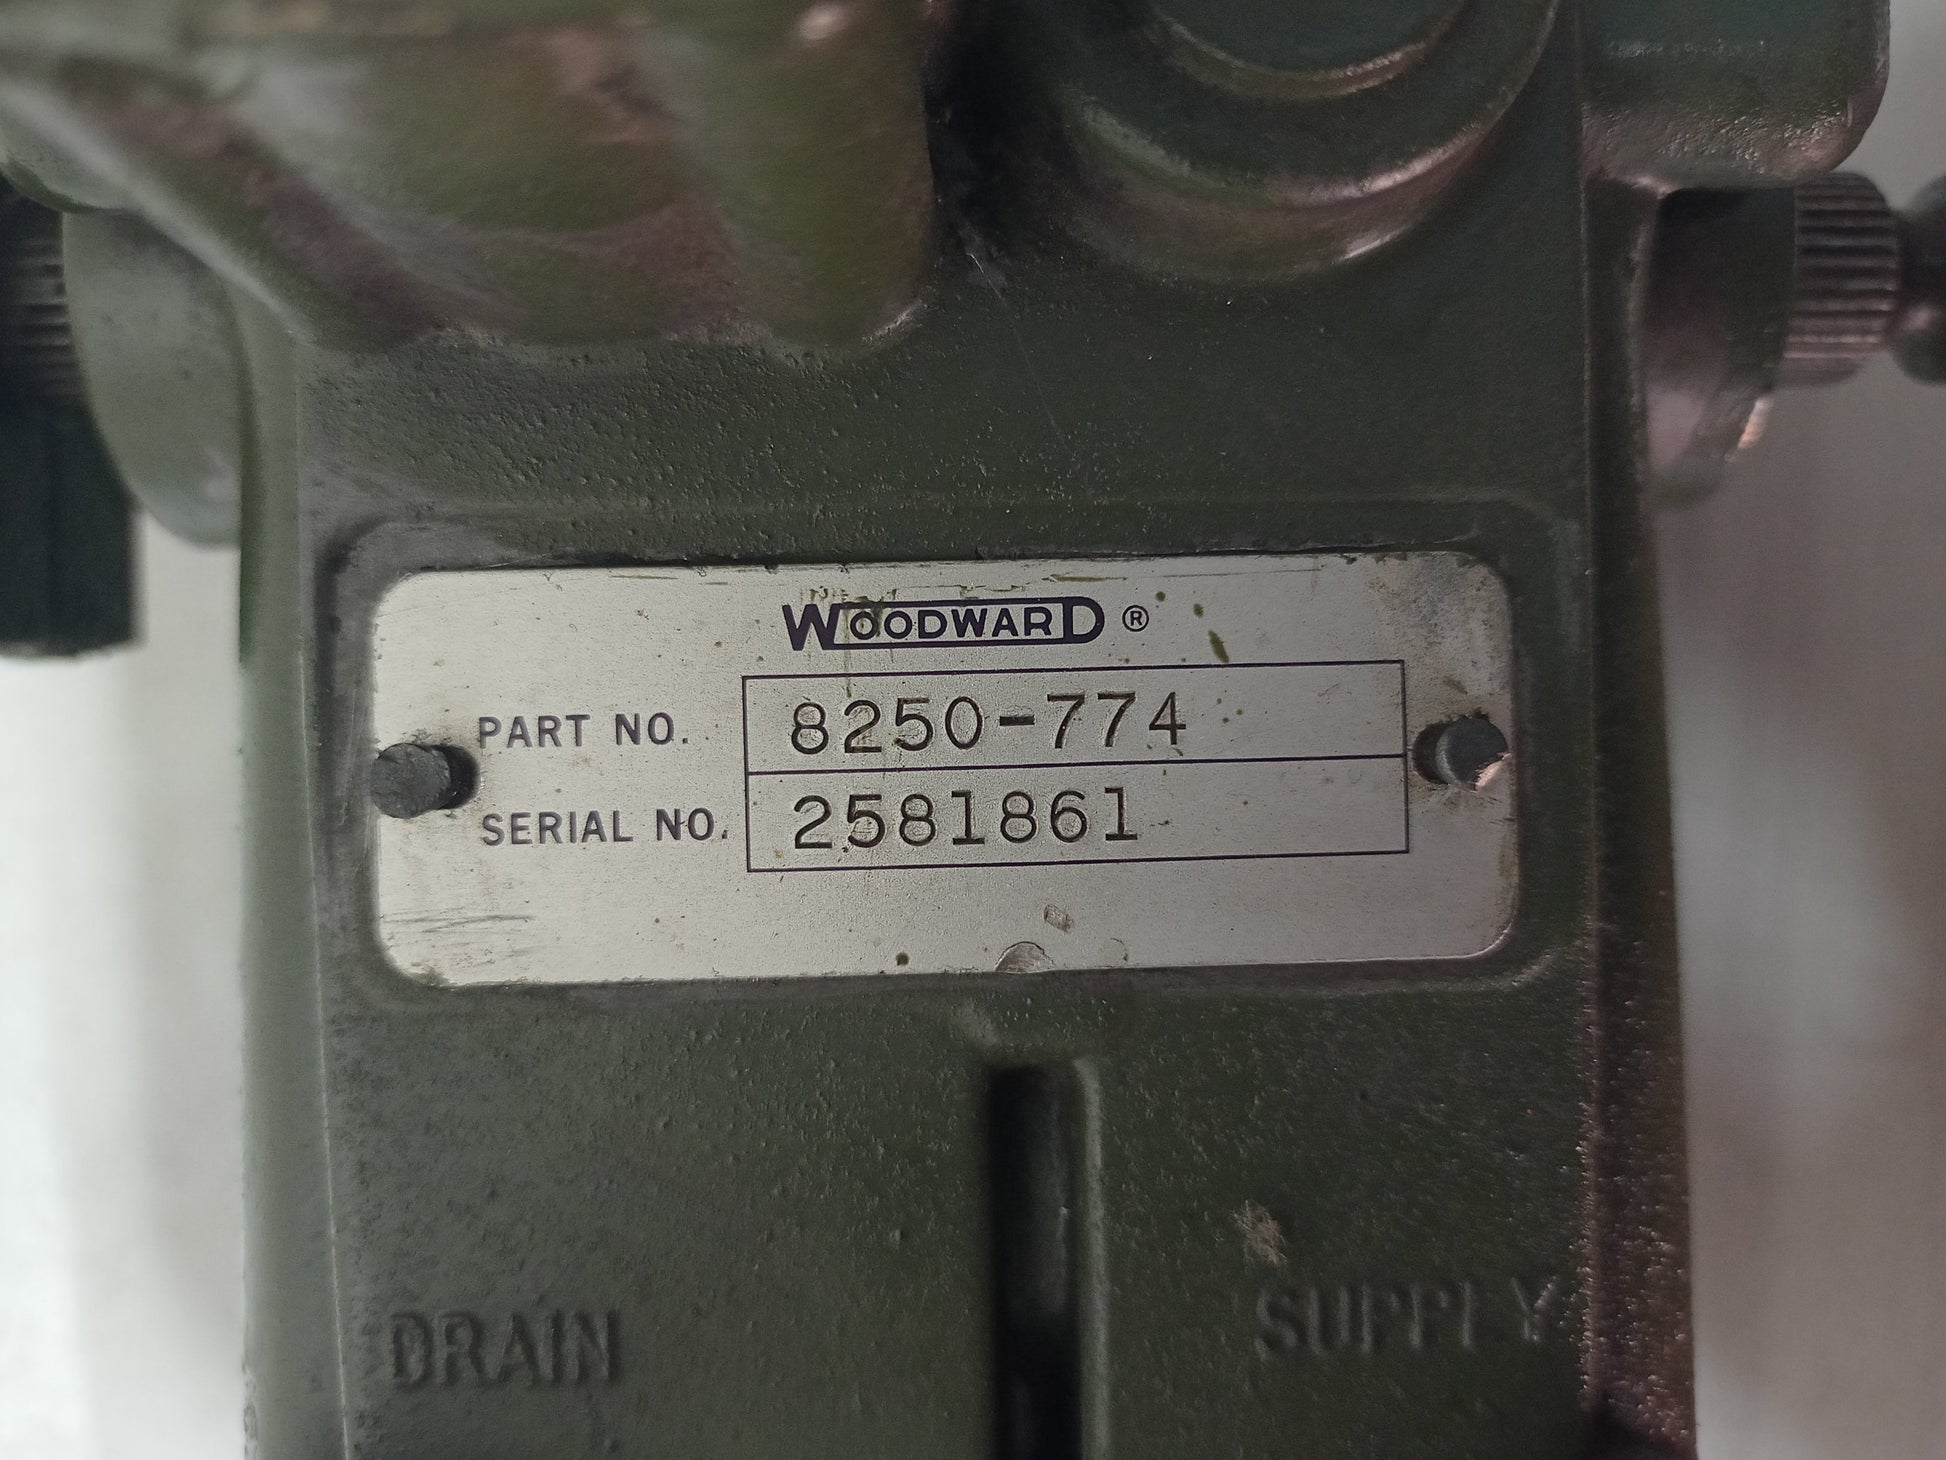 WOODWARD ®
PART NO. 8250-774
SERIAL NO. 2581861
DRAIN
SUPPLY